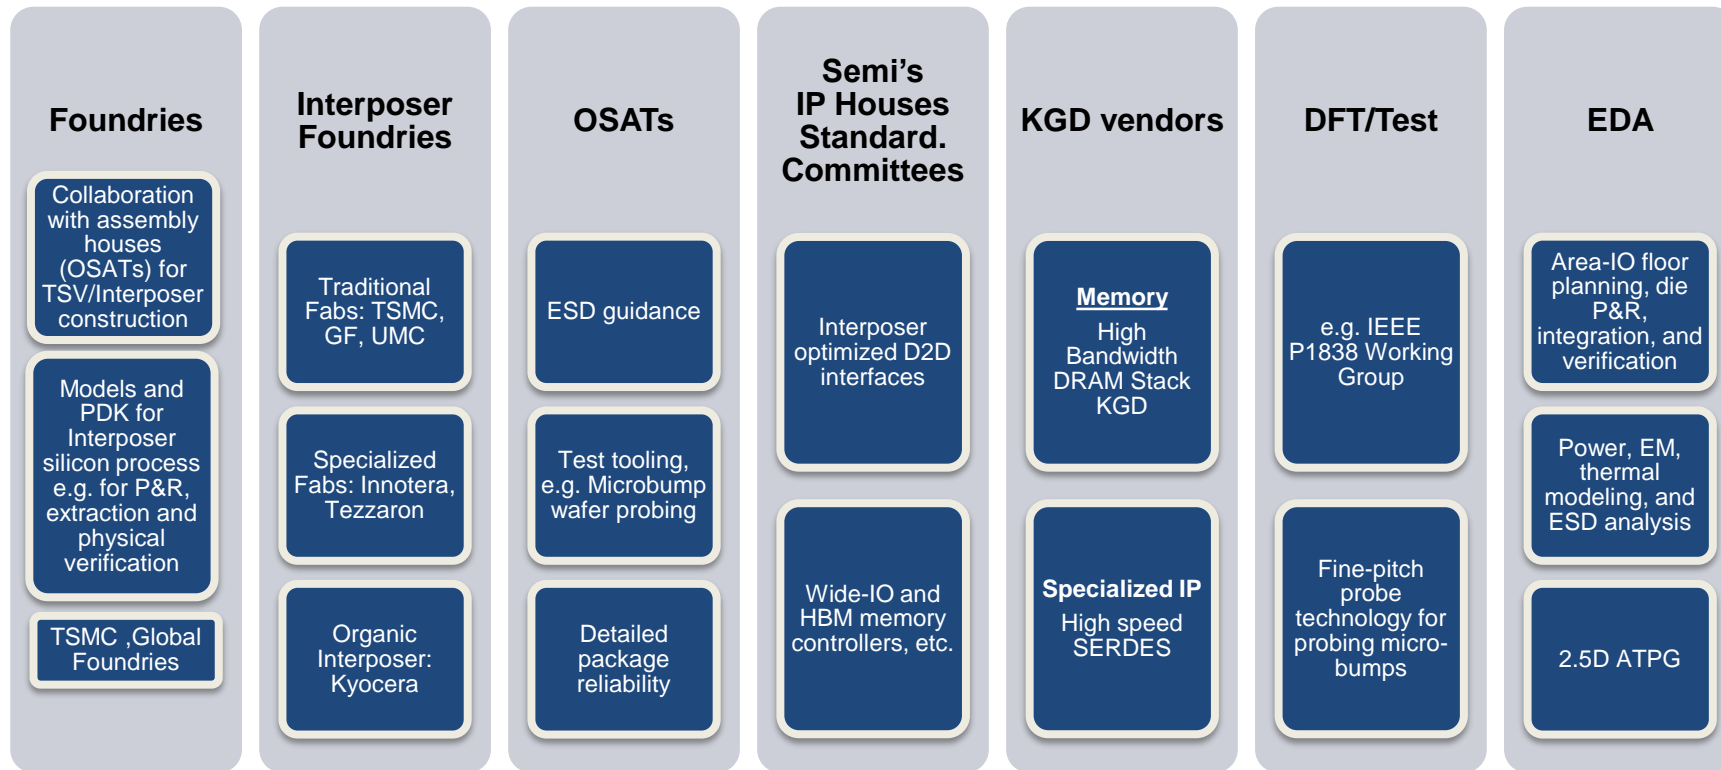 Foundries
Collaboration
with assembly
houses
(OSATs) for
TSV/Interposer
construction
Models and
PDK for
Interposer
silicon process
e.g. for P&R,
extraction and
physical
verification
TSMC ,Global
Foundries
Interposer
Foundries
Traditional
Fabs: TSMC,
GF, UMC
Specialized
Fabs: Innotera,
Tezzaron
Organic
Interposer:
Kyocera
OSATs
ESD guidance
Test tooling,
e.g. Microbump
wafer probing
Detailed
package
reliability
Semi’s
IP Houses
Standard.
Committees
Interposer
optimized D2D
interfaces
Wide-IO and
HBM memory
controllers, etc.
KGD vendors
Memory
High
Bandwidth
DRAM Stack
KGD
Specialized IP
High speed
SERDES
DFT/Test
e.g. IEEE
P1838 Working
Group
Fine-pitch
probe
technology for
probing micro-
bumps
EDA
Area-IO floor
planning, die
P&R,
integration, and
verification
Power, EM,
thermal
modeling, and
ESD analysis
2.5D ATPG